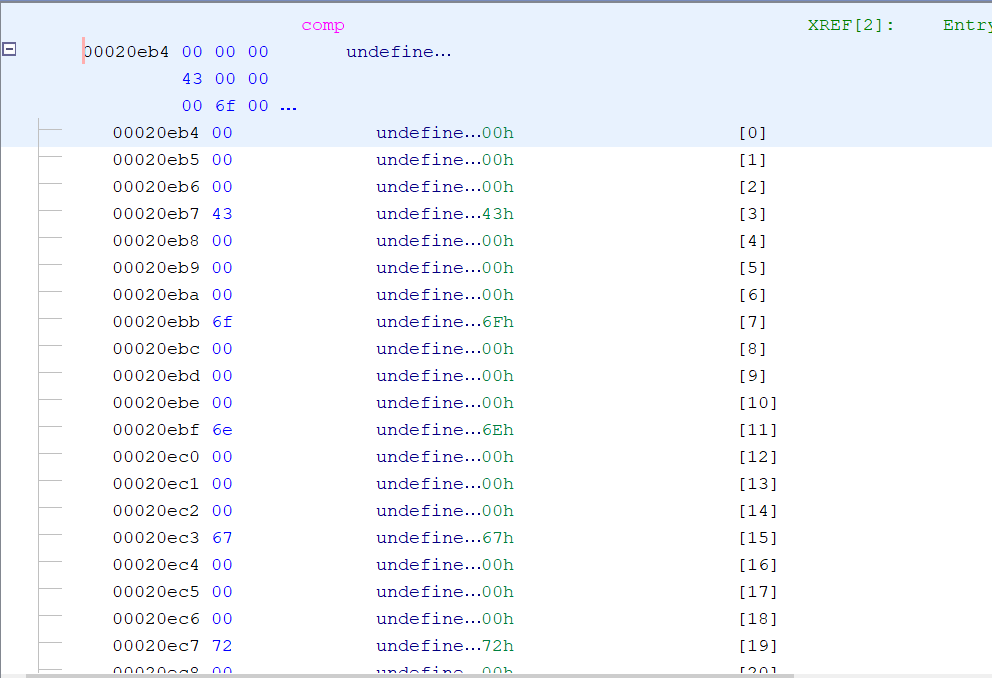 comp XREF[2]: Entry
00020eb4 00 00 00 undefine...
43 00 00
00 6f 00 ...
00020eb4 00 undefine...00h [0]
00020eb5 00 undefine...00h [1]
00020eb6 00 undefine...00h [2]
00020eb7 43 undefine...43h [3]
00020eb8 00 undefine...00h [4]
00020eb9 00 undefine...00h [5]
00020eba 00 undefine...00h [6]
00020ebb 6f undefine...6Fh [7]
00020ebc 00 undefine...00h [8]
00020ebd 00 undefine...00h [9]
00020ebe 00 undefine...00h [10]
00020ebf 6e undefine...6Eh [11]
00020ec0 00 undefine...00h [12]
00020ec1 00 undefine...00h [13]
00020ec2 00 undefine...00h [14]
00020ec3 67 undefine...67h [15]
00020ec4 00 undefine...00h [16]
00020ec5 00 undefine...00h [17]
00020ec6 00 undefine...00h [18]
00020ec7 72 undefine...72h [19]
00020ec8 00 undefine...00h [20]